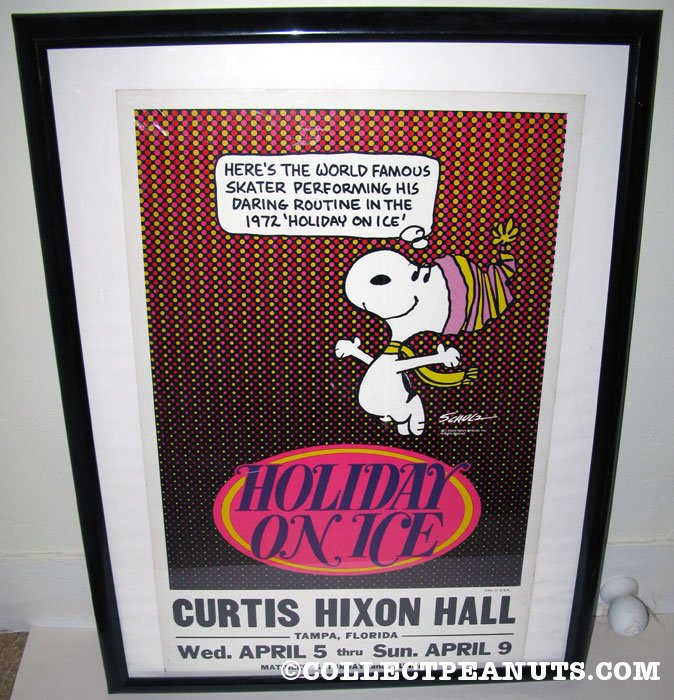 HERE'S THE WORLD FAMOUS
SKATER PERFORMING HIS
DARING ROUTINE IN THE
1972 'HOLIDAY ON ICE'
SCHULZ
HOLIDAY
ON ICE
CURTIS HIXON HALL
TAMPA, FLORIDA
Wed. APRIL 5 thru Sun. APRIL 9
©COLLECTPEANUTS.COM